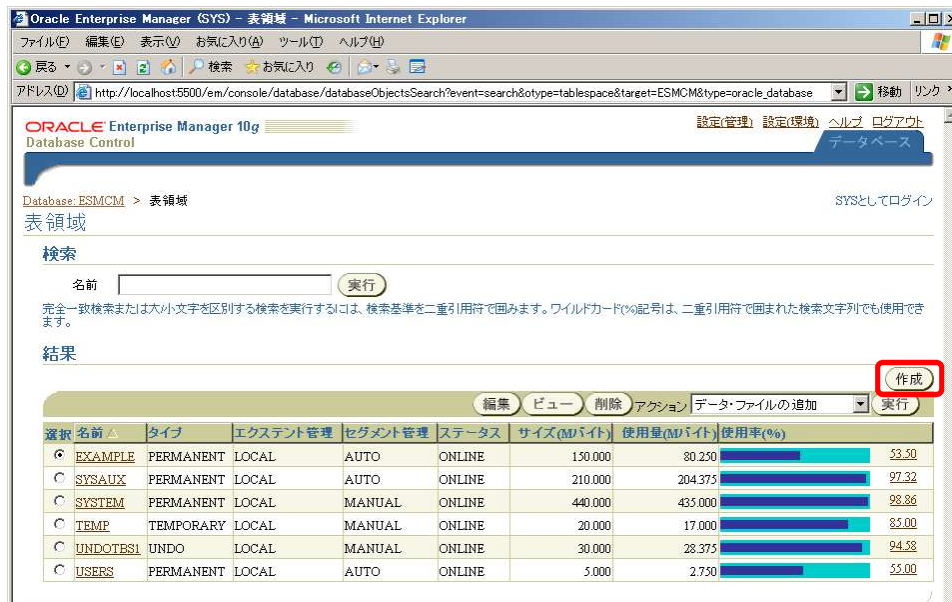 Oracle Enterprise Manager (SYS) - 表領域 - Microsoft Internet Explorer
ファイル(F) 編集(E) 表示(V) お気に入り(A) ツール(T) ヘルプ(H)
戻る 検索 お気に入り
アドレス(D) http://localhost:5500/em/console/database/databaseObjectsSearch?event=search&otype=tablespace&target=ESMCM&type=oracle_database 移動 リンク »
ORACLE Enterprise Manager 10g
Database Control
設定(管理) 設定(環境) ヘルプ ログアウト
データベース
Database: ESMCM > 表領域 SYSとしてログイン
表領域
検索
名前 実行
完全一致検索または大/小文字を区別する検索を実行するには、検索基準を二重引用符で囲みます。ワイルドカード(%)記号は、二重引用符で囲まれた検索文字列でも使用でき
ます。
結果
作成
編集 ビュー 削除 アクション データ・ファイルの追加 実行
選択 名前 タイプ エクステント管理 セグメント管理 ステータス サイズ(Mバイト) 使用量(Mバイト) 使用率(%)
EXAMPLE PERMANENT LOCAL AUTO ONLINE 150.000 80.250 53.50
SYSAUX PERMANENT LOCAL AUTO ONLINE 210.000 204.375 97.32
SYSTEM PERMANENT LOCAL MANUAL ONLINE 440.000 435.000 98.86
TEMP TEMPORARY LOCAL MANUAL ONLINE 20.000 17.000 85.00
UNDOTBS1 UNDO LOCAL MANUAL ONLINE 30.000 28.375 94.58
USERS PERMANENT LOCAL AUTO ONLINE 5.000 2.750 55.00